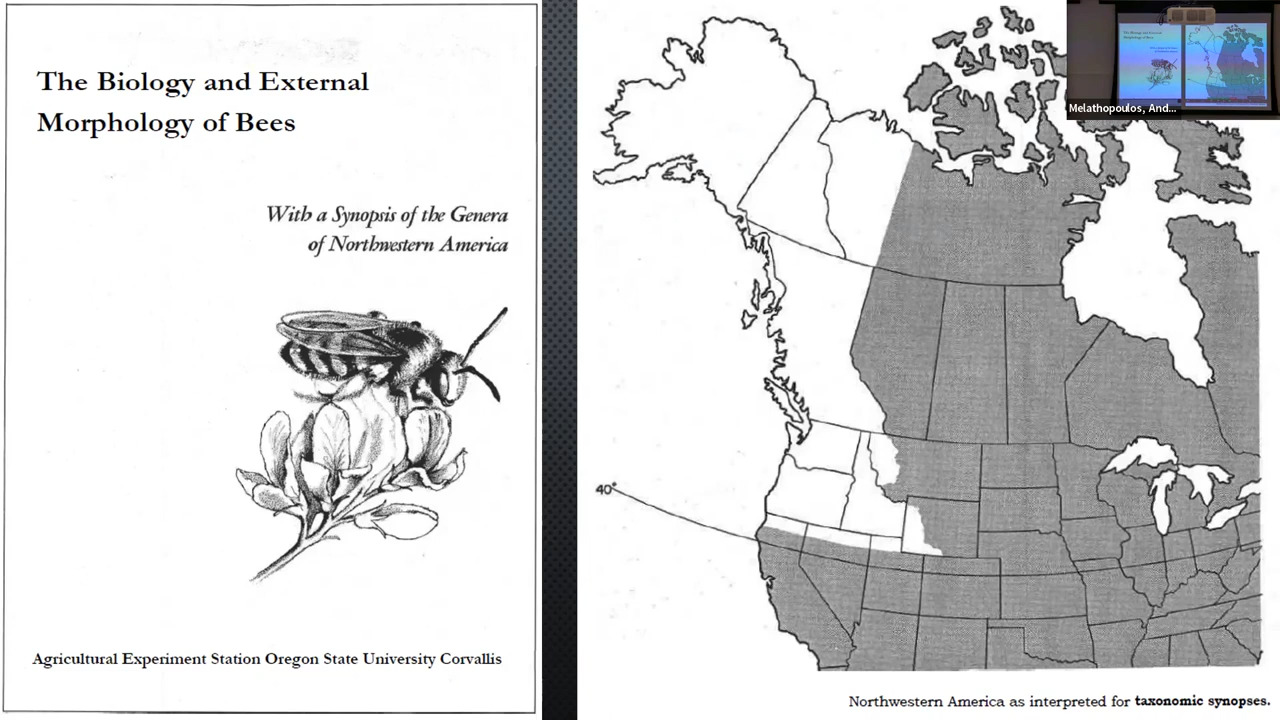 The Biology and External
Morphology of Bees
With a Synopsis of the Genera
of Northwestern America
Agricultural Experiment Station Oregon State University Corvallis
40°
Northwestern America as interpreted for taxonomic synopses.
Melathopoulos, And...